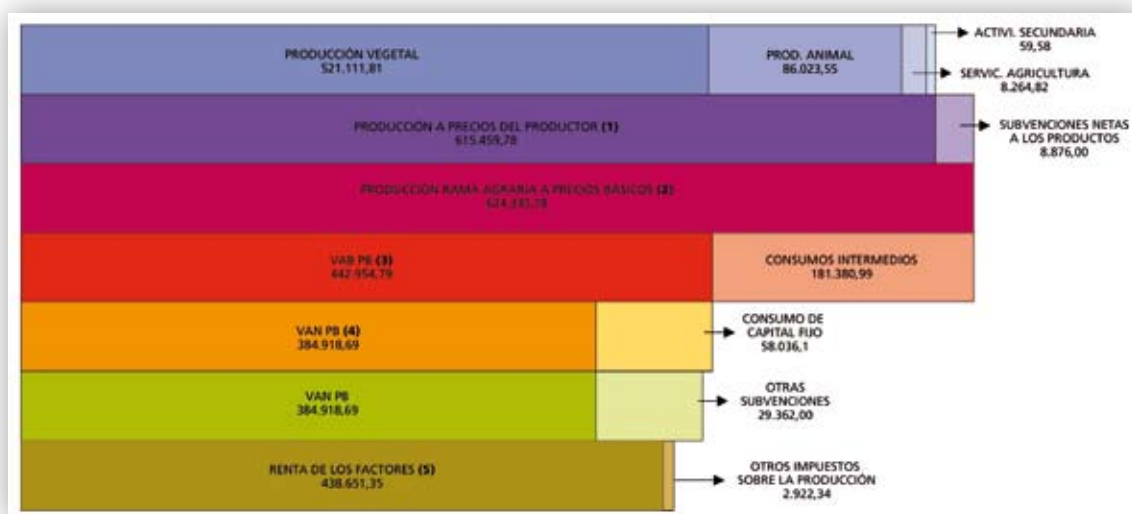 PRODUCCIÓN VEGETAL
521.111,81
PROD. ANIMAL
86.023,55
ACTIVI. SECUNDARIA
59,58
SERVIC. AGRICULTURA
8.264,82
PRODUCCIÓN A PRECIOS DEL PRODUCTOR (1)
615.459,78
SUBVENCIONES NETAS
A LOS PRODUCTOS
8.876,00
PRODUCCIÓN RAMA AGRARIA A PRECIOS BÁSICOS (2)
624.335,78
VAB PB (3)
442.954,79
CONSUMOS INTERMEDIOS
181.380,99
VAN PB (4)
384.918,69
CONSUMO DE
CAPITAL FIJO
58.036,1
VAN PB
384.918,69
OTRAS
SUBVENCIONES
29.362,00
RENTA DE LOS FACTORES (5)
438.651,35
OTROS IMPUESTOS
SOBRE LA PRODUCCIÓN
2.922,34